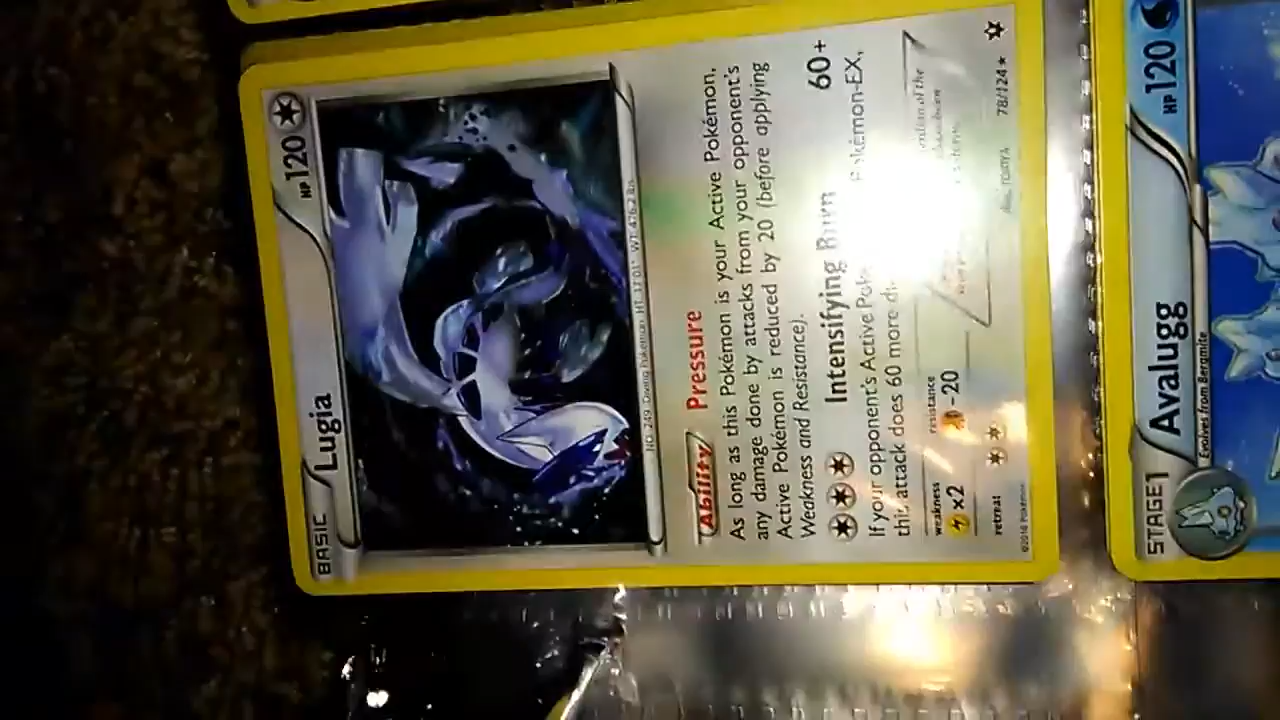 BASIC
Lugia
HP 120
NO. 249 Diving Pokémon HT: 17'01" WT: 476.2 lbs.
Ability Pressure
As long as this Pokémon is your Active Pokémon,
any damage done by attacks from your opponent's
Active Pokémon is reduced by 20 (before applying
Weakness and Resistance).
Intensifying Burn 60+
If your opponent's Active Pokémon-EX,
this attack does 60 more
weakness
×2
resistance
-20
retreat
©2016 Pokémon
78/124★
STAGE1
Avalugg
Evolves from Bergmite
HP 120